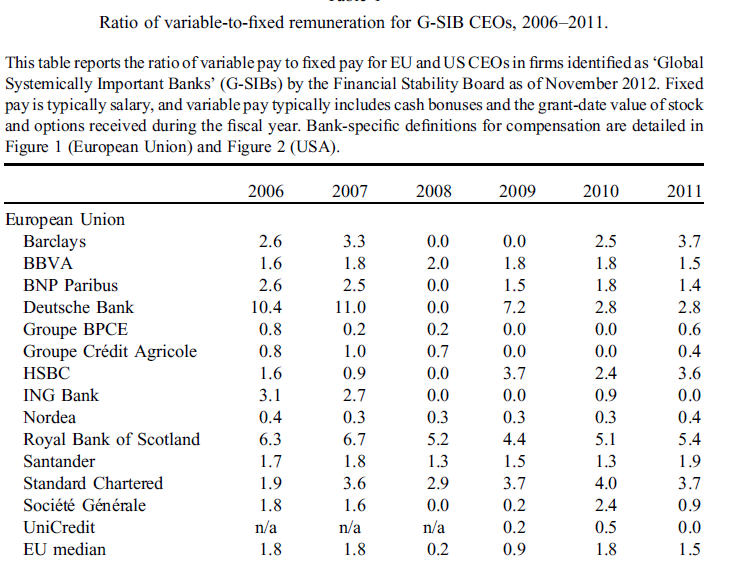 Ratio of variable-to-fixed remuneration for G-SIB CEOs, 2006–2011.
This table reports the ratio of variable pay to fixed pay for EU and US CEOs in firms identified as ‘Global
Systemically Important Banks’ (G-SIBs) by the Financial Stability Board as of November 2012. Fixed
pay is typically salary, and variable pay typically includes cash bonuses and the grant-date value of stock
and options received during the fiscal year. Bank-specific definitions for compensation are detailed in
Figure 1 (European Union) and Figure 2 (USA).
2006 2007 2008 2009 2010 2011
European Union
Barclays 2.6 3.3 0.0 0.0 2.5 3.7
BBVA 1.6 1.8 2.0 1.8 1.8 1.5
BNP Paribus 2.6 2.5 0.0 1.5 1.8 1.4
Deutsche Bank 10.4 11.0 0.0 7.2 2.8 2.8
Groupe BPCE 0.8 0.2 0.2 0.0 0.0 0.6
Groupe Crédit Agricole 0.8 1.0 0.7 0.0 0.0 0.4
HSBC 1.6 0.9 0.0 3.7 2.4 3.6
ING Bank 3.1 2.7 0.0 0.0 0.9 0.0
Nordea 0.4 0.3 0.3 0.3 0.3 0.4
Royal Bank of Scotland 6.3 6.7 5.2 4.4 5.1 5.4
Santander 1.7 1.8 1.3 1.5 1.3 1.9
Standard Chartered 1.9 3.6 2.9 3.7 4.0 3.7
Société Générale 1.8 1.6 0.0 0.2 2.4 0.9
UniCredit n/a n/a n/a 0.2 0.5 0.0
EU median 1.8 1.8 0.2 0.9 1.8 1.5